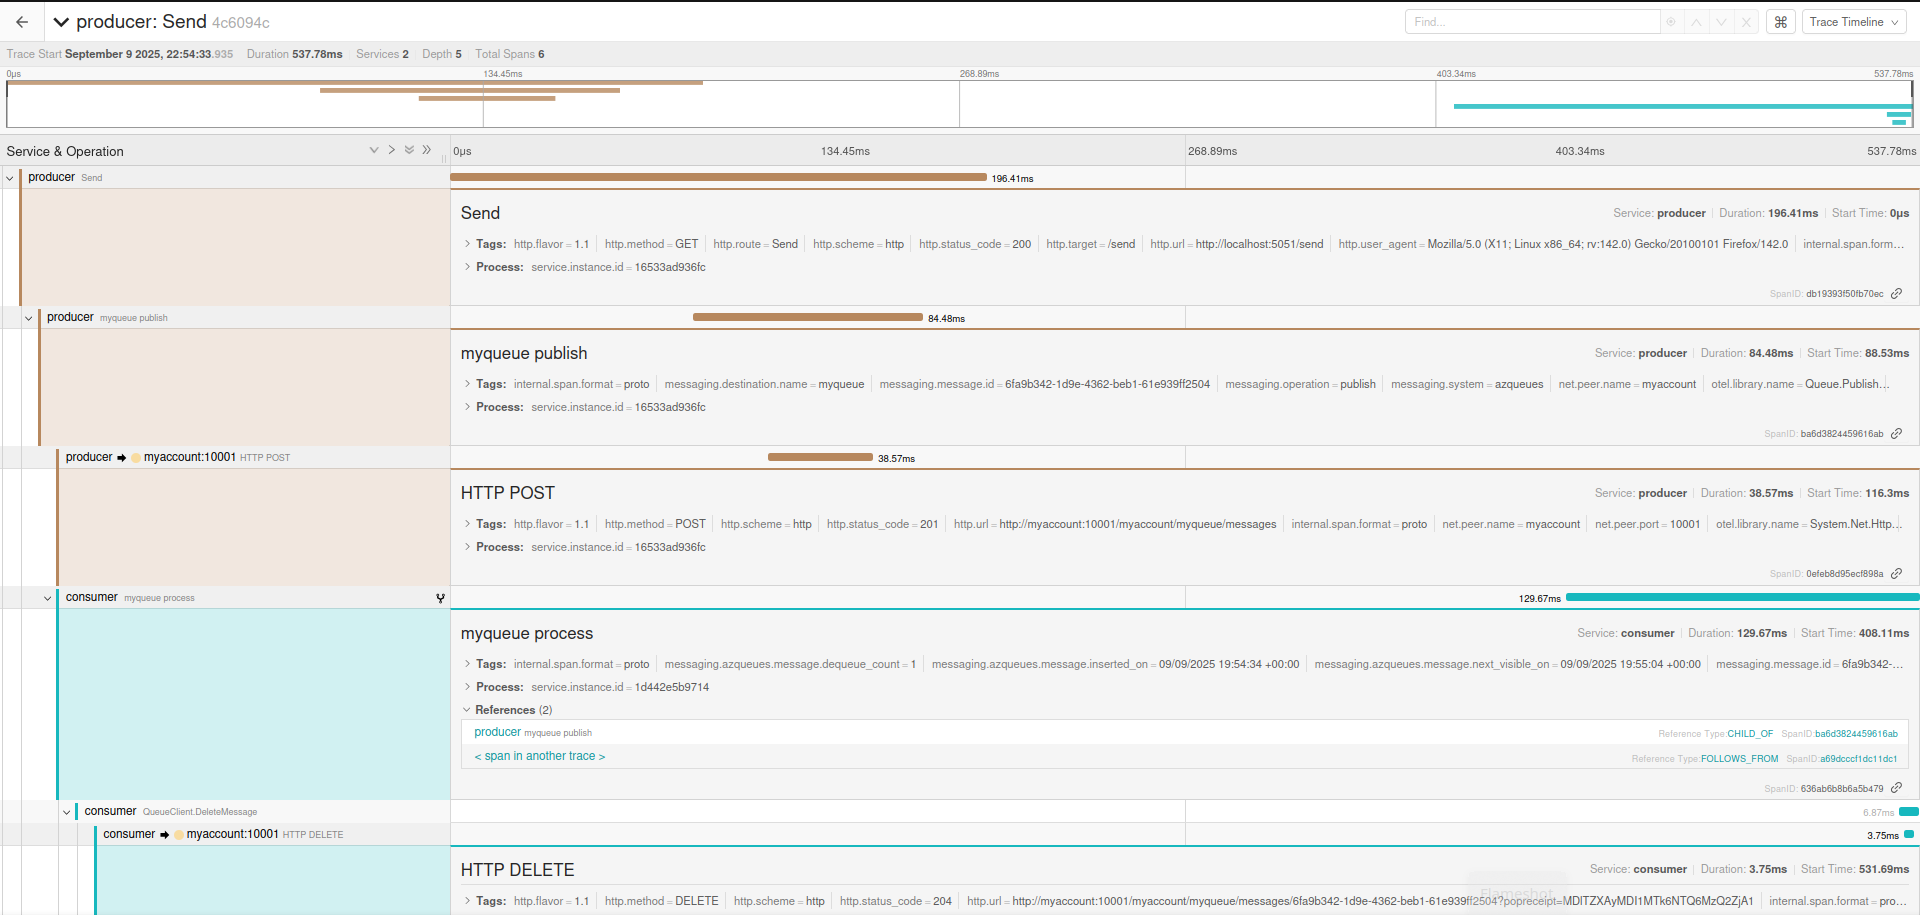 producer: Send 4c6094c Find... ⌘ Trace Timeline
Trace Start September 9 2025, 22:54:33.935 Duration 537.78ms Services 2 Depth 5 Total Spans 6
0μs 134.45ms 268.89ms 403.34ms 537.78ms
Service & Operation 0μs 134.45ms 268.89ms 403.34ms 537.78ms
producer Send 196.41ms
Send Service: producer Duration: 196.41ms Start Time: 0μs
Tags: http.flavor = 1.1 http.method = GET http.route = Send http.scheme = http http.status_code = 200 http.target = /send http.url = http://localhost:5051/send http.user_agent = Mozilla/5.0 (X11; Linux x86_64; rv:142.0) Gecko/20100101 Firefox/142.0 internal.span.form...
Process: service.instance.id = 16533ad936fc
SpanID: db19393f50fb70ec
producer myqueue publish 84.48ms
myqueue publish Service: producer Duration: 84.48ms Start Time: 88.53ms
Tags: internal.span.format = proto messaging.destination.name = myqueue messaging.message.id = 6fa9b342-1d9e-4362-beb1-61e939ff2504 messaging.operation = publish messaging.system = azqueues net.peer.name = myaccount otel.library.name = Queue.Publish...
Process: service.instance.id = 16533ad936fc
SpanID: ba6d3824459616ab
producer ➡ myaccount:10001 HTTP POST 38.57ms
HTTP POST Service: producer Duration: 38.57ms Start Time: 116.3ms
Tags: http.flavor = 1.1 http.method = POST http.scheme = http http.status_code = 201 http.url = http://myaccount:10001/myaccount/myqueue/messages internal.span.format = proto net.peer.name = myaccount net.peer.port = 10001 otel.library.name = System.Net.Http...
Process: service.instance.id = 16533ad936fc
SpanID: 0efeb8d95ecf898a
consumer myqueue process 129.67ms
myqueue process Service: consumer Duration: 129.67ms Start Time: 408.11ms
Tags: internal.span.format = proto messaging.azqueues.message.dequeue_count = 1 messaging.azqueues.message.inserted_on = 09/09/2025 19:54:34 +00:00 messaging.azqueues.message.next_visible_on = 09/09/2025 19:55:04 +00:00 messaging.message.id = 6fa9b342-...
Process: service.instance.id = 1d442e5b9714
References (2)
producer myqueue publish Reference Type:CHILD_OF SpanID:ba6d3824459616ab
< span in another trace > Reference Type:FOLLOWS_FROM SpanID:a69dcccf1dc11dc1
SpanID: 636ab6b8b6a5b479
consumer QueueClient.DeleteMessage 6.87ms
consumer ➡ myaccount:10001 HTTP DELETE 3.75ms
HTTP DELETE Service: consumer Duration: 3.75ms Start Time: 531.69ms
Flameshot
Tags: http.flavor = 1.1 http.method = DELETE http.scheme = http http.status_code = 204 http.url = http://myaccount:10001/myaccount/myqueue/messages/6fa9b342-1d9e-4362-beb1-61e939ff2504?popreceipt=MDlTZXAyMDI1MTk6NTQ6MzQ2ZjA1 internal.span.format = pro...